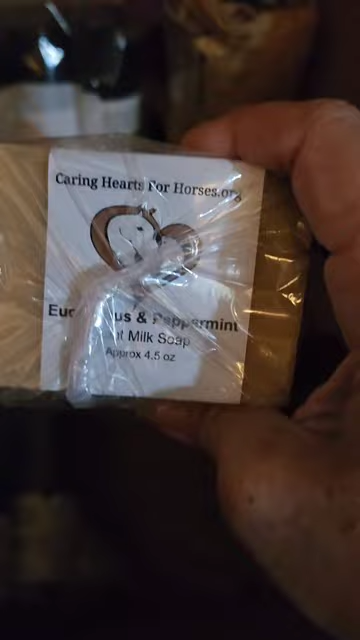 Caring Hearts For Horses.org
& Peppermint
Milk Soap
Approx 4.5 oz